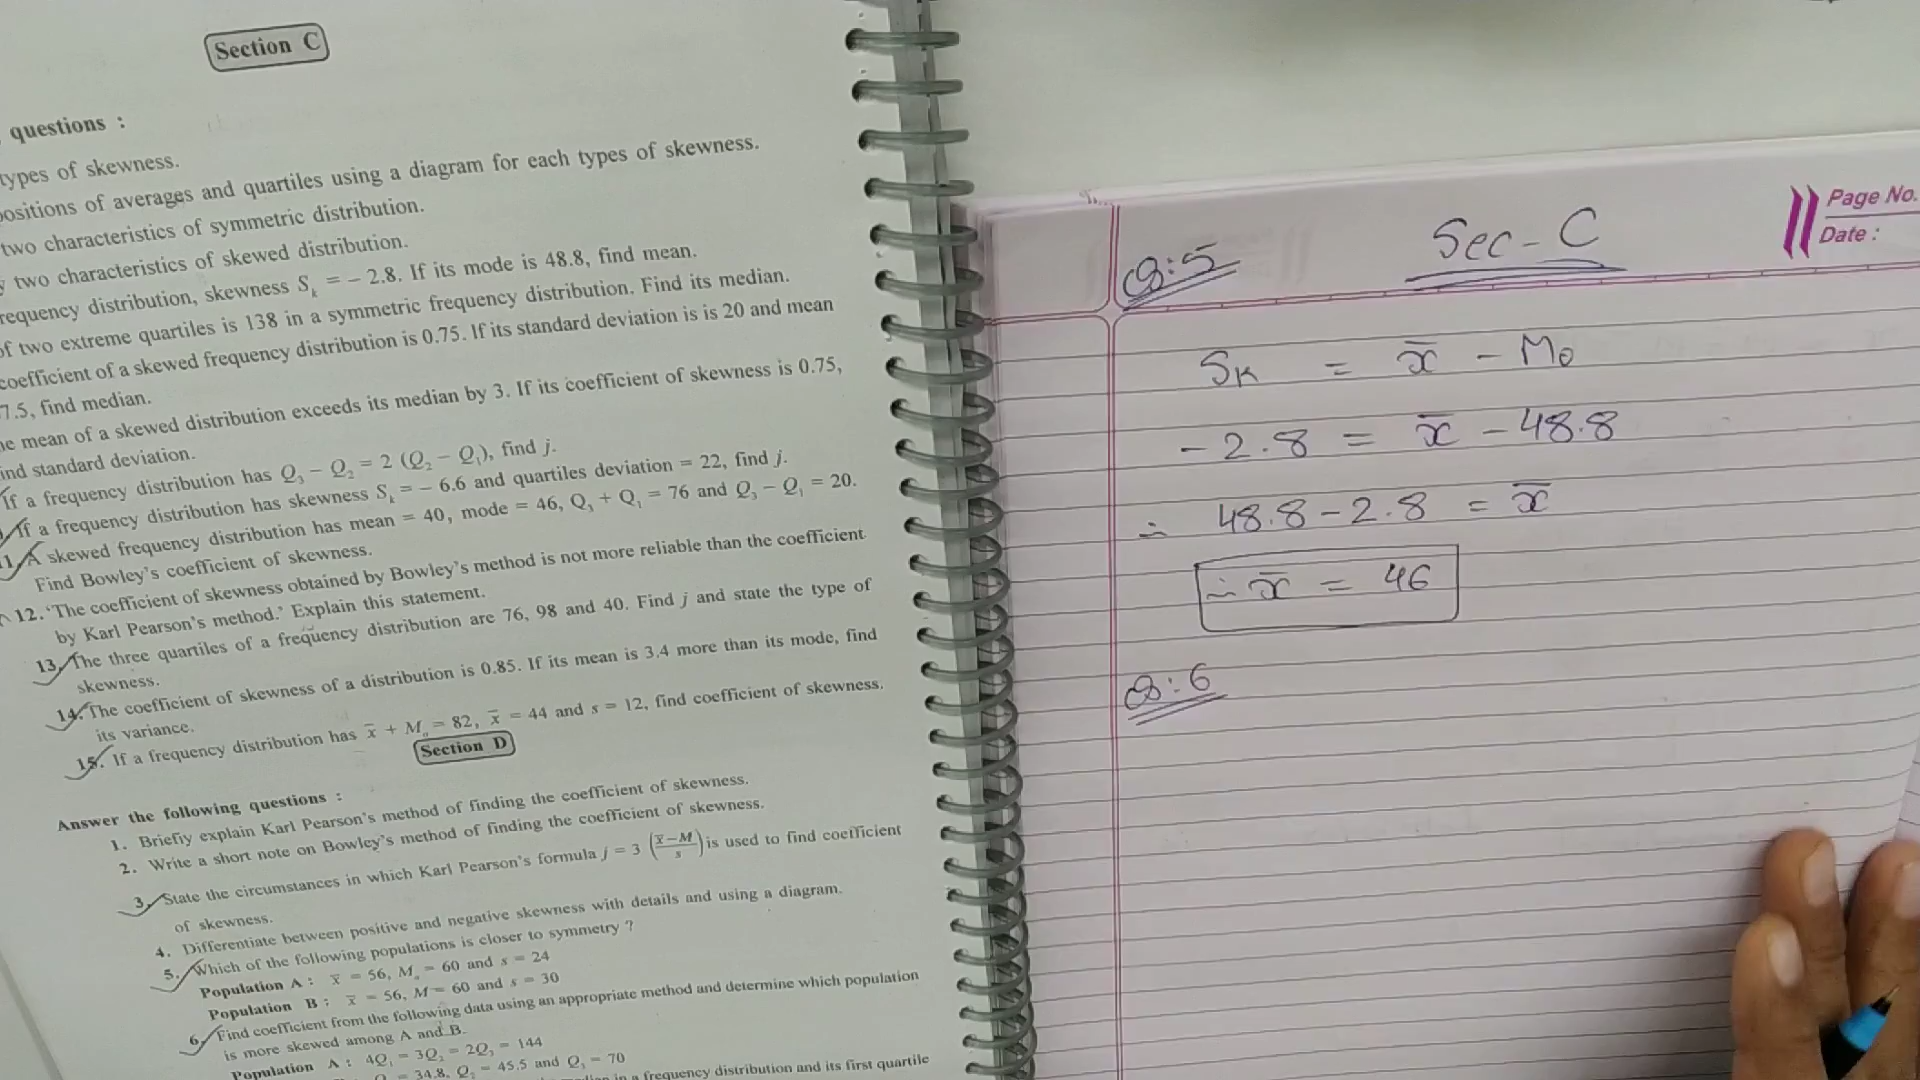 Section C
questions :
types of skewness.
positions of averages and quartiles using a diagram for each types of skewness.
two characteristics of symmetric distribution.
y two characteristics of skewed distribution.
requency distribution, skewness Sₖ = − 2.8. If its mode is 48.8, find mean.
of two extreme quartiles is 138 in a symmetric frequency distribution. Find its median.
coefficient of a skewed frequency distribution is 0.75. If its standard deviation is is 20 and mean
7.5, find median.
he mean of a skewed distribution exceeds its median by 3. If its coefficient of skewness is 0.75,
ind standard deviation.
If a frequency distribution has Q₃ − Q₂ = 2 (Q₂ − Q₁), find j.
If a frequency distribution has skewness Sₖ = − 6.6 and quartiles deviation = 22, find j.
1. A skewed frequency distribution has mean = 40, mode = 46, Q₃ + Q₁ = 76 and Q₃ − Q₁ = 20.
Find Bowley's coefficient of skewness.
12. 'The coefficient of skewness obtained by Bowley's method is not more reliable than the coefficient
by Karl Pearson's method.' Explain this statement.
13. The three quartiles of a frequency distribution are 76, 98 and 40. Find j and state the type of
skewness.
14. The coefficient of skewness of a distribution is 0.85. If its mean is 3.4 more than its mode, find
its variance.
15. If a frequency distribution has x̄ + Mₒ = 82, x̄ = 44 and s = 12, find coefficient of skewness.
Section D
Answer the following questions :
1. Briefly explain Karl Pearson's method of finding the coefficient of skewness.
2. Write a short note on Bowley's method of finding the coefficient of skewness.
3. State the circumstances in which Karl Pearson's formula j = 3 (x̄−M / s) is used to find coefficient
of skewness.
4. Differentiate between positive and negative skewness with details and using a diagram.
5. Which of the following populations is closer to symmetry ?
Population A : x̄ = 56, Mₒ = 60 and s = 24
Population B : x̄ = 56, M = 60 and s = 30
6. Find coefficient from the following data using an appropriate method and determine which population
is more skewed among A and B.
Population A : 4Q₁ = 3Q₂ = 2Q₃ = 144
= 34.8, Q₂ = 45.5 and Q₃ = 70
in a frequency distribution and its first quartile
Page No.
Date :
Sec - C
Q:5
Sₖ = x̄ − Mₒ
−2.8 = x̄ − 48.8
∴ 48.8 − 2.8 = x̄
∴ x̄ = 46
Q:6